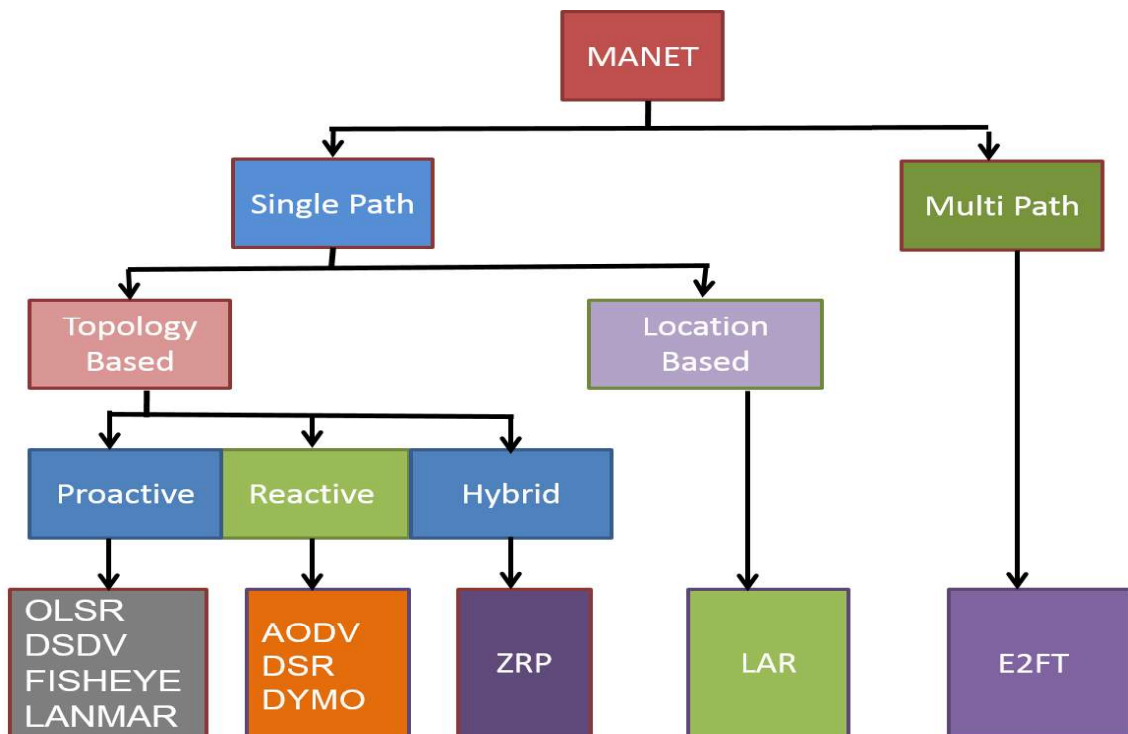 MANET
Single Path
Multi Path
Topology
Based
Location
Based
Proactive
Reactive
Hybrid
OLSR
DSDV
FISHEYE
LANMAR
AODV
DSR
DYMO
ZRP
LAR
E2FT